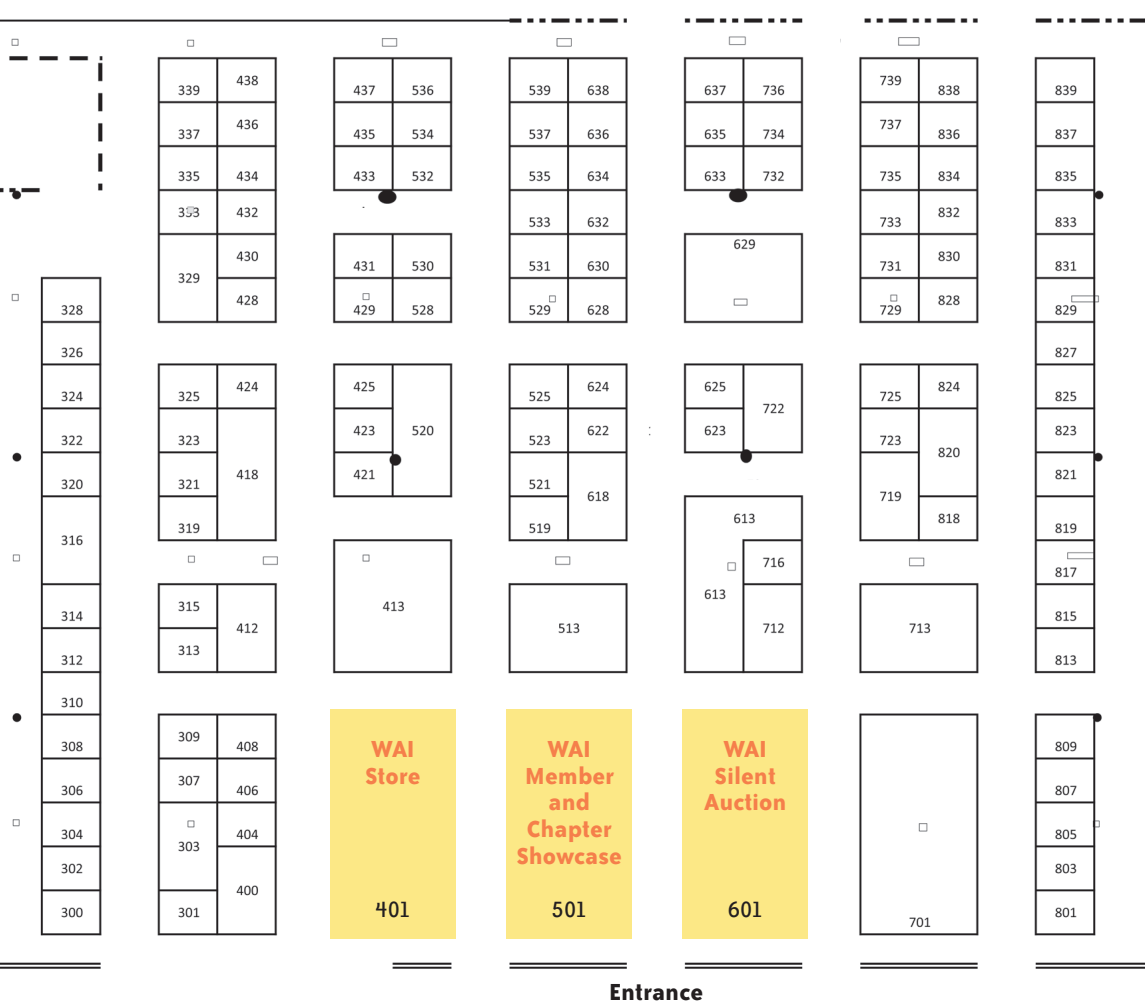 339 438 437 536 539 638 637 736 739 838 839
337 436 435 534 537 636 635 734 737 836 837
335 434 433 532 535 634 633 732 735 834 835
333 432 533 632 733 832 833
329 430 431 530 531 630 629 731 830 831
328 428 429 528 529 628 729 828 829
326 827
324 325 424 425 525 624 625 722 725 824 825
322 323 423 520 523 622 623 723 823
320 321 418 421 521 618 719 820 821
316 319 519 613 818 819
716 817
314 315 412 413 513 613 712 713 815
312 313 813
310
308 309 408 809
306 307 406 807
304 303 404 805
302 400 803
300 301 701 801
WAI
Store
401
WAI
Member
and
Chapter
Showcase
501
WAI
Silent
Auction
601
Entrance